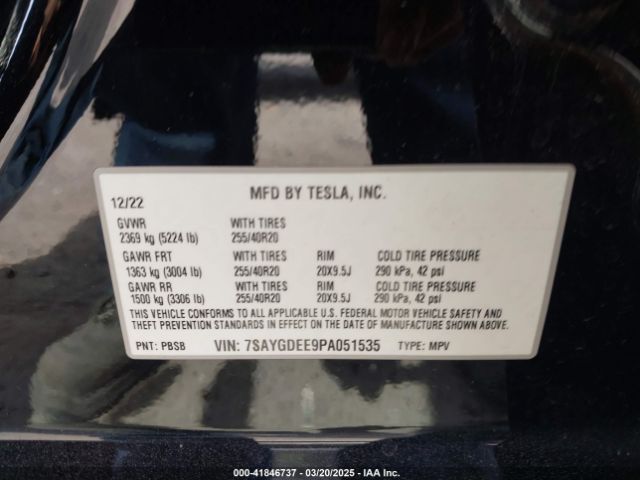 MFD BY TESLA, INC.
12/22
GVWR WITH TIRES
2369 kg (5224 lb) 255/40R20
GAWR FRT WITH TIRES RIM COLD TIRE PRESSURE
1363 kg (3004 lb) 255/40R20 20X9.5J 290 kPa, 42 psi
GAWR RR WITH TIRES RIM COLD TIRE PRESSURE
1500 kg (3306 lb) 255/40R20 20X9.5J 290 kPa, 42 psi
THIS VEHICLE CONFORMS TO ALL APPLICABLE U.S. FEDERAL MOTOR VEHICLE SAFETY AND
THEFT PREVENTION STANDARDS IN EFFECT ON THE DATE OF MANUFACTURE SHOWN ABOVE.
PNT: PBSB VIN: 7SAYGDEE9PA051535 TYPE: MPV
000-41846737 - 03/20/2025 - IAA Inc.